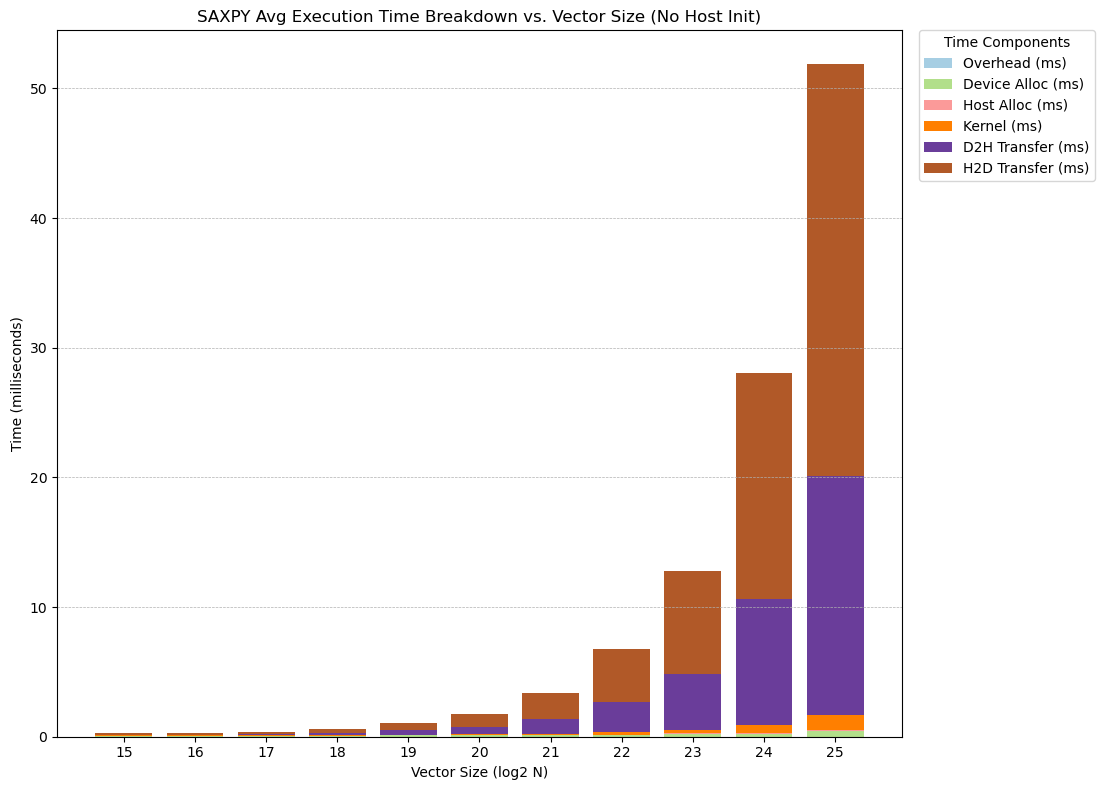 SAXPY Avg Execution Time Breakdown vs. Vector Size (No Host Init)
Time Components
Overhead (ms)
Device Alloc (ms)
Host Alloc (ms)
Kernel (ms)
D2H Transfer (ms)
H2D Transfer (ms)
Time (milliseconds)
50
40
30
20
10
0
15 16 17 18 19 20 21 22 23 24 25
Vector Size (log2 N)